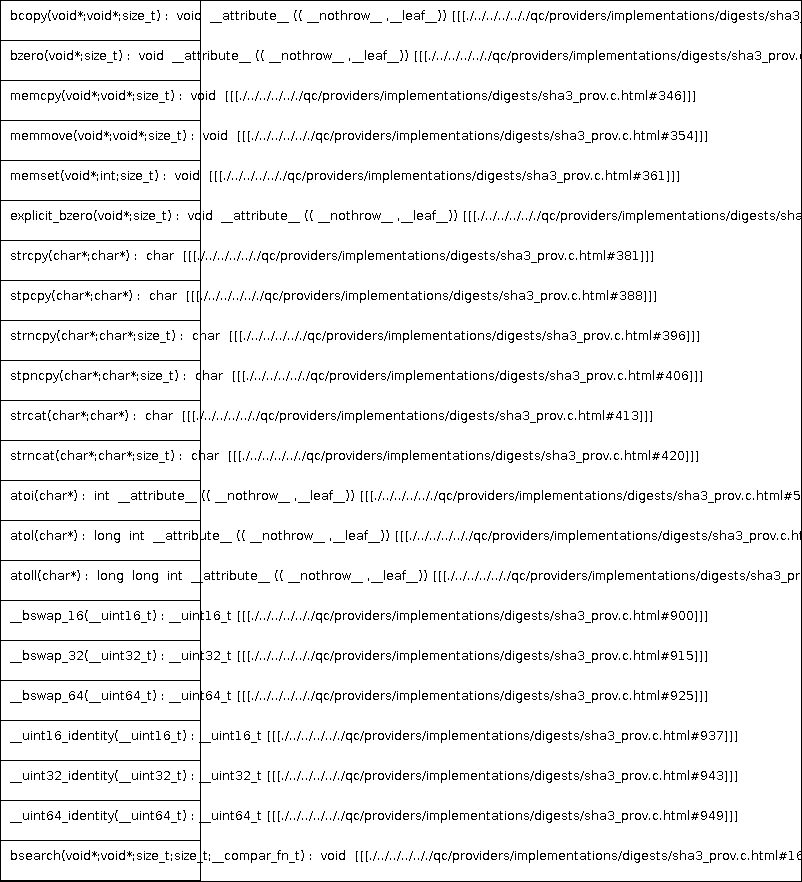 bcopy(void*;void*;size_t) : void __attribute__ (( __nothrow__ ,__leaf__)) [[[./../../../././qc/providers/implementations/digests/sha3
bzero(void*;size_t) : void __attribute__ (( __nothrow__ ,__leaf__)) [[[./../../../././qc/providers/implementations/digests/sha3_prov.
memcpy(void*;void*;size_t) : void [[[./../../../././qc/providers/implementations/digests/sha3_prov.c.html#346]]]
memmove(void*;void*;size_t) : void [[[./../../../././qc/providers/implementations/digests/sha3_prov.c.html#354]]]
memset(void*;int;size_t) : void [[[./../../../././qc/providers/implementations/digests/sha3_prov.c.html#361]]]
explicit_bzero(void*;size_t) : void __attribute__ (( __nothrow__ ,__leaf__)) [[[./../../../././qc/providers/implementations/digests/sha
strcpy(char*;char*) : char [[[./../../../././qc/providers/implementations/digests/sha3_prov.c.html#381]]]
stpcpy(char*;char*) : char [[[./../../../././qc/providers/implementations/digests/sha3_prov.c.html#388]]]
strncpy(char*;char*;size_t) : char [[[./../../../././qc/providers/implementations/digests/sha3_prov.c.html#396]]]
stpncpy(char*;char*;size_t) : char [[[./../../../././qc/providers/implementations/digests/sha3_prov.c.html#406]]]
strcat(char*;char*) : char [[[./../../../././qc/providers/implementations/digests/sha3_prov.c.html#413]]]
strncat(char*;char*;size_t) : char [[[./../../../././qc/providers/implementations/digests/sha3_prov.c.html#420]]]
atoi(char*) : int __attribute__ (( __nothrow__ ,__leaf__)) [[[./../../../././qc/providers/implementations/digests/sha3_prov.c.html#5
atol(char*) : long int __attribute__ (( __nothrow__ ,__leaf__)) [[[./../../../././qc/providers/implementations/digests/sha3_prov.c.ht
atoll(char*) : long long int __attribute__ (( __nothrow__ ,__leaf__)) [[[./../../../././qc/providers/implementations/digests/sha3_pr
__bswap_16(__uint16_t) : __uint16_t [[[./../../../././qc/providers/implementations/digests/sha3_prov.c.html#900]]]
__bswap_32(__uint32_t) : __uint32_t [[[./../../../././qc/providers/implementations/digests/sha3_prov.c.html#915]]]
__bswap_64(__uint64_t) : __uint64_t [[[./../../../././qc/providers/implementations/digests/sha3_prov.c.html#925]]]
__uint16_identity(__uint16_t) : __uint16_t [[[./../../../././qc/providers/implementations/digests/sha3_prov.c.html#937]]]
__uint32_identity(__uint32_t) : __uint32_t [[[./../../../././qc/providers/implementations/digests/sha3_prov.c.html#943]]]
__uint64_identity(__uint64_t) : __uint64_t [[[./../../../././qc/providers/implementations/digests/sha3_prov.c.html#949]]]
bsearch(void*;void*;size_t;size_t;__compar_fn_t) : void [[[./../../../././qc/providers/implementations/digests/sha3_prov.c.html#16